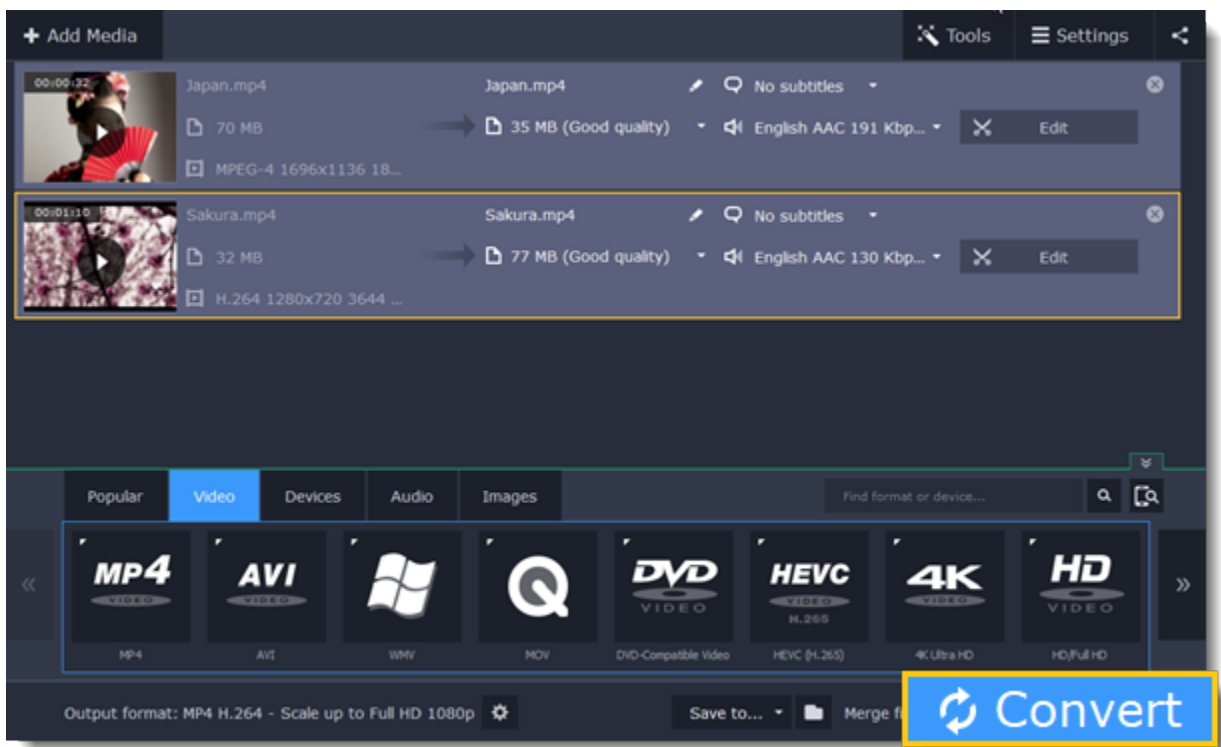 Add Media
Tools
Settings
00:00:32
Japan.mp4
Japan.mp4
No subtitles
70 MB
35 MB (Good quality)
English AAC 191 Kbp...
Edit
MPEG-4 1696x1136 18...
00:01:10
Sakura.mp4
Sakura.mp4
No subtitles
32 MB
77 MB (Good quality)
English AAC 130 Kbp...
Edit
H.264 1280x720 3644 ...
Popular
Video
Devices
Audio
Images
Find format or device...
MP4
VIDEO
AVI
VIDEO
DVD
VIDEO
HEVC
VIDEO
H.265
4K
VIDEO
HD
VIDEO
MP4
AVI
WMV
MOV
DVD-Compatible Video
HEVC (H.265)
4K Ultra HD
HD/Full HD
Output format: MP4 H.264 - Scale up to Full HD 1080p
Save to...
Merge
Convert